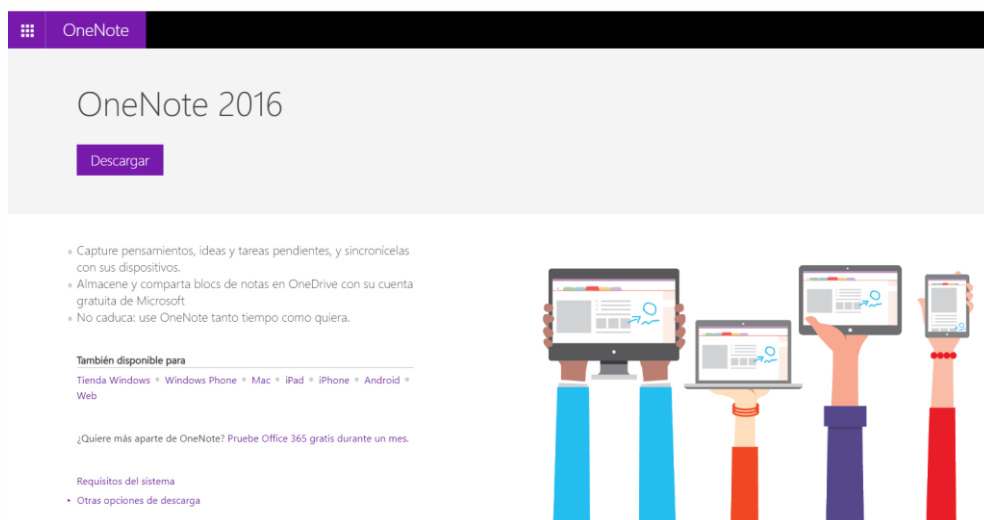 OneNote
OneNote 2016
Descargar
Capture pensamientos, ideas y tareas pendientes, y sincronícelas
con sus dispositivos.
Almacene y comparta blocs de notas en OneDrive con su cuenta
gratuita de Microsoft
No caduca: use OneNote tanto tiempo como quiera.
También disponible para
Tienda Windows • Windows Phone • Mac • iPad • iPhone • Android •
Web
¿Quiere más aparte de OneNote? Pruebe Office 365 gratis durante un mes.
Requisitos del sistema
Otras opciones de descarga